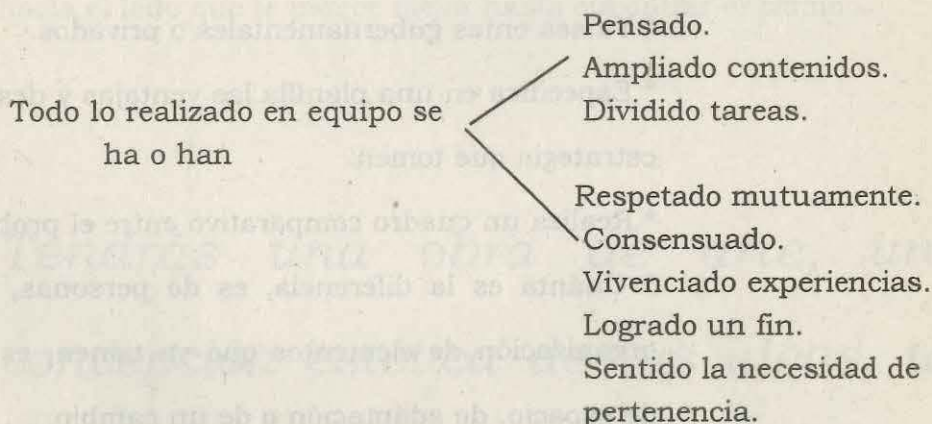 Pensado.
Ampliado contenidos.
Dividido tareas.
Todo lo realizado en equipo se
ha o han
Respetado mutuamente.
Consensuado.
Vivenciado experiencias.
Logrado un fin.
Sentido la necesidad de
pertenencia.